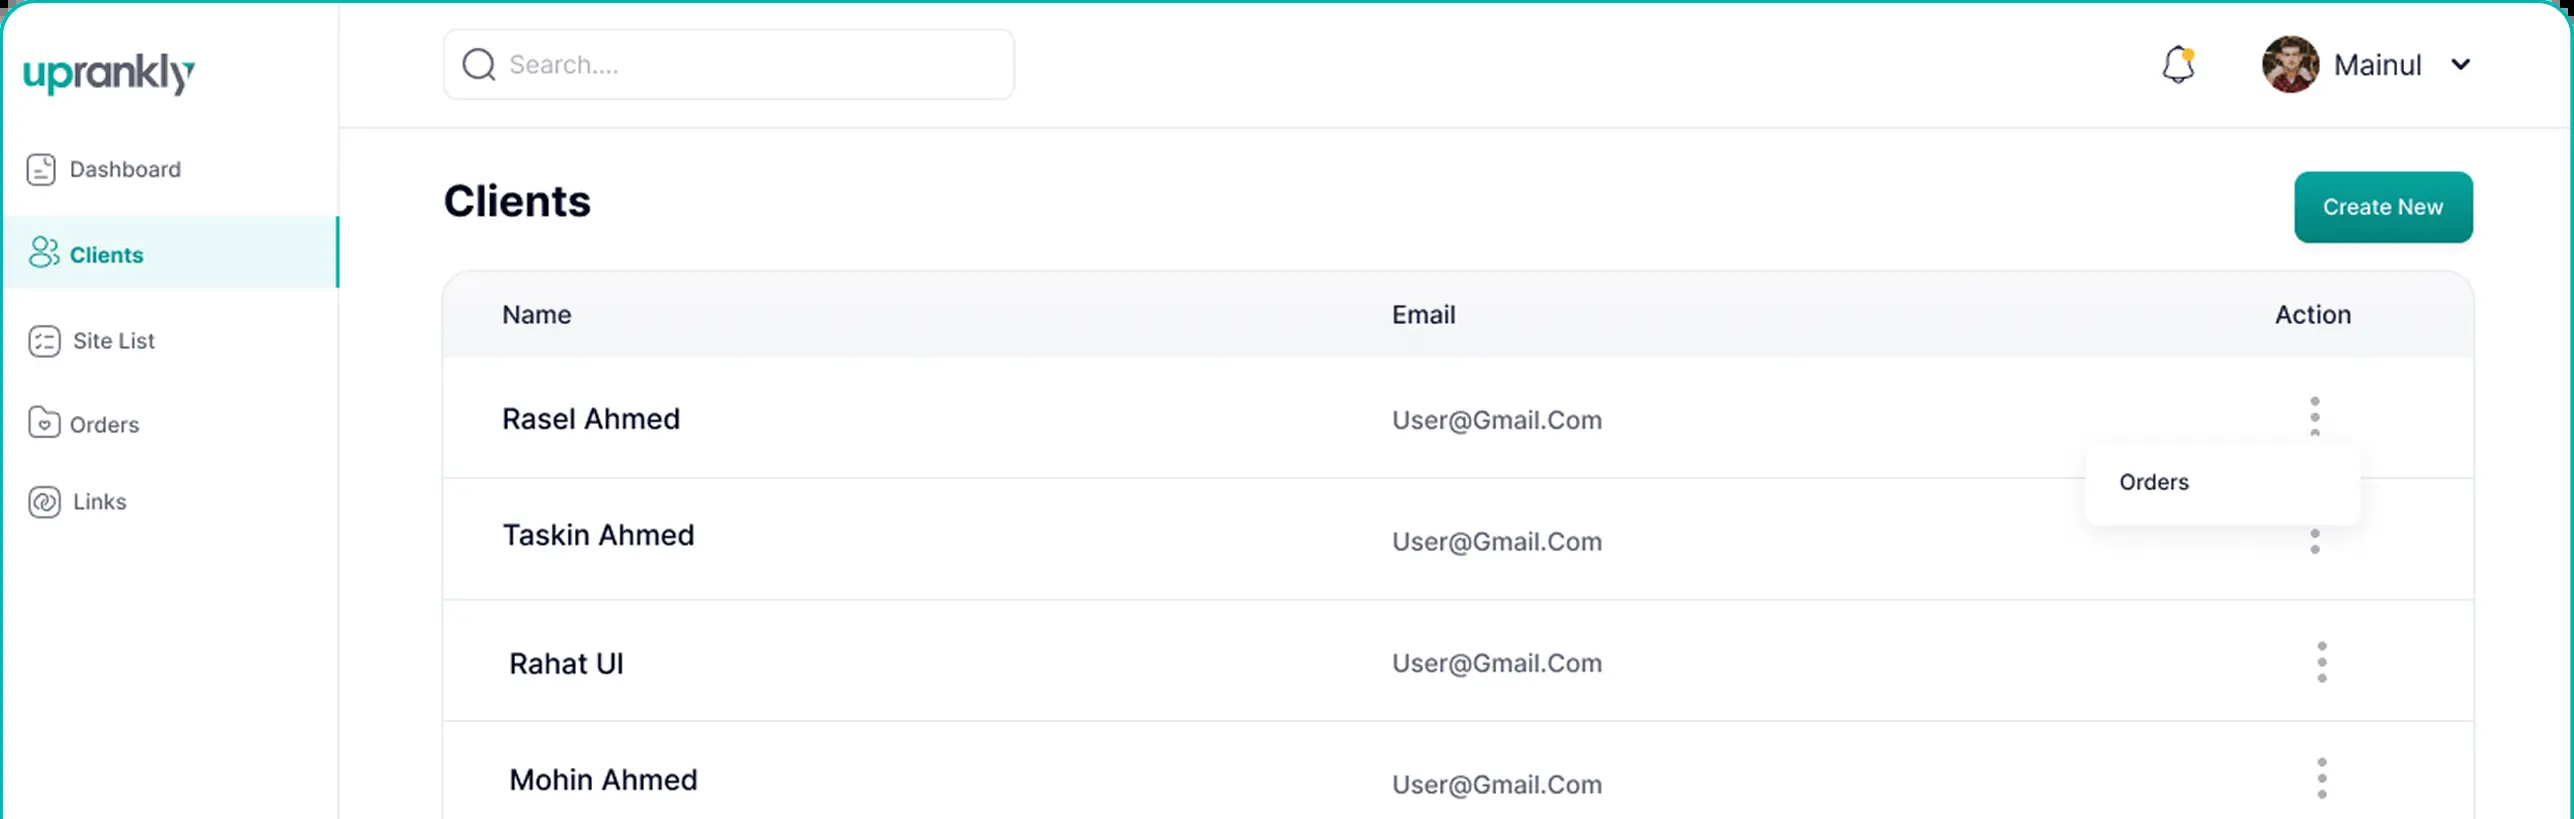 uprankly
Search....
Mainul
Dashboard
Clients
Site List
Orders
Links
Clients
Create New
Name Email Action
Rasel Ahmed User@Gmail.Com
Orders
Taskin Ahmed User@Gmail.Com
Rahat Ul User@Gmail.Com
Mohin Ahmed User@Gmail.Com